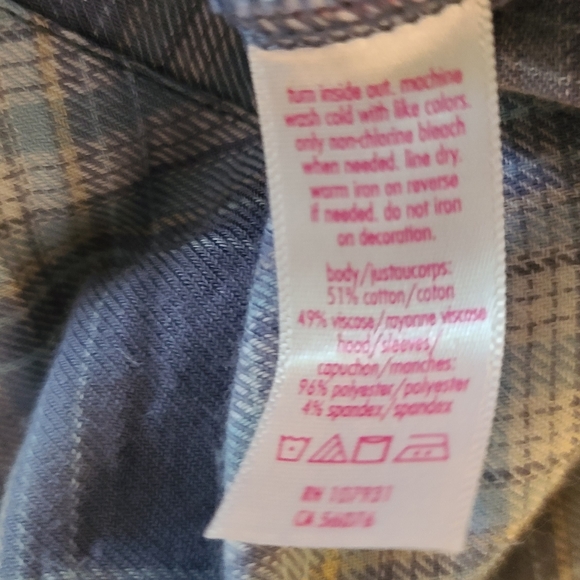 turn inside out. machine
wash cold with like colors.
only non-chlorine bleach
when needed. line dry.
warm iron on reverse
if needed. do not iron
on decoration.
body/justaucorps:
51% cotton/coton
49% viscose/rayonne viscose
hood/sleeves/
capuchon/manches:
96% polyester/polyester
4% spandex/spandex
RN 107931
CA 56076